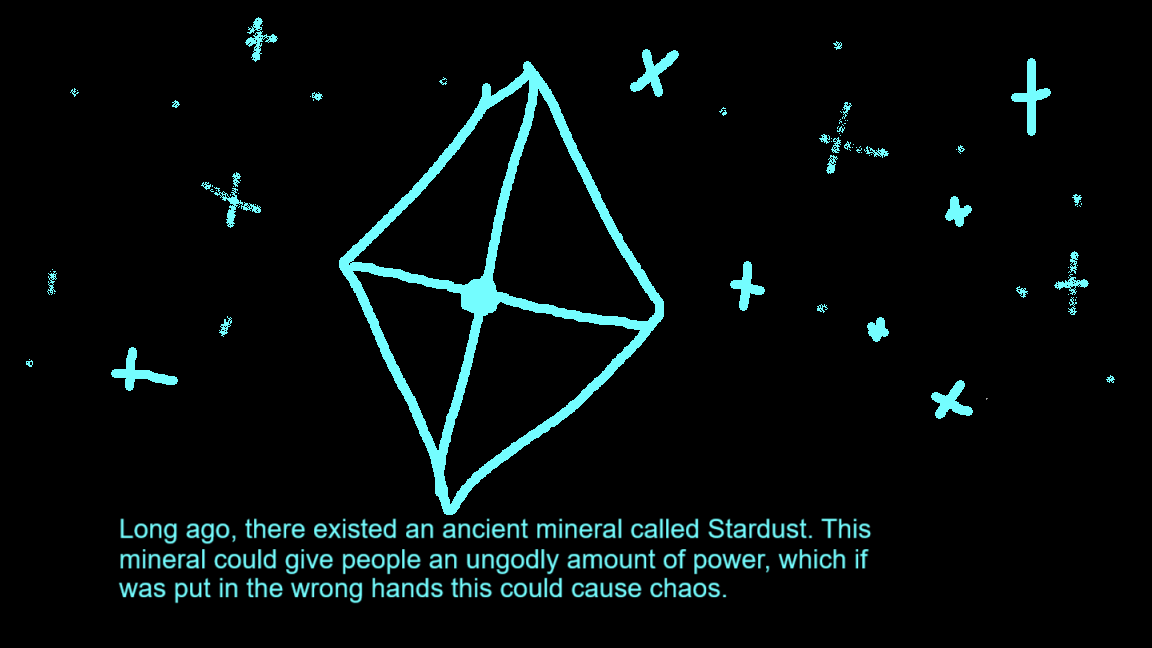 Long ago, there existed an ancient mineral called Stardust. This
mineral could give people an ungodly amount of power, which if
was put in the wrong hands this could cause chaos.